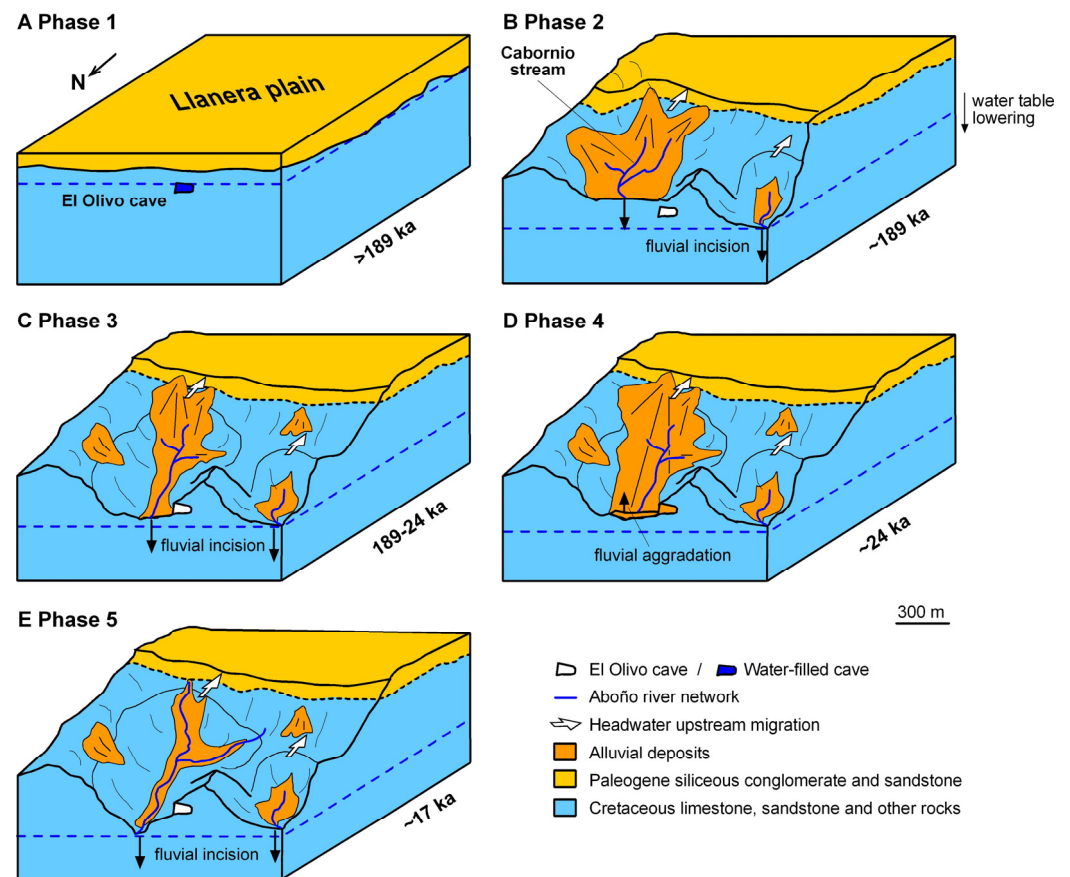 A Phase 1
N
Llanera plain
El Olivo cave
>189 ka
B Phase 2
Cabornio
stream
water table
lowering
fluvial incision
~189 ka
C Phase 3
fluvial incision
189-24 ka
D Phase 4
fluvial aggradation
~24 ka
E Phase 5
fluvial incision
~17 ka
300 m
El Olivo cave / Water-filled cave
Aboño river network
Headwater upstream migration
Alluvial deposits
Paleogene siliceous conglomerate and sandstone
Cretaceous limestone, sandstone and other rocks